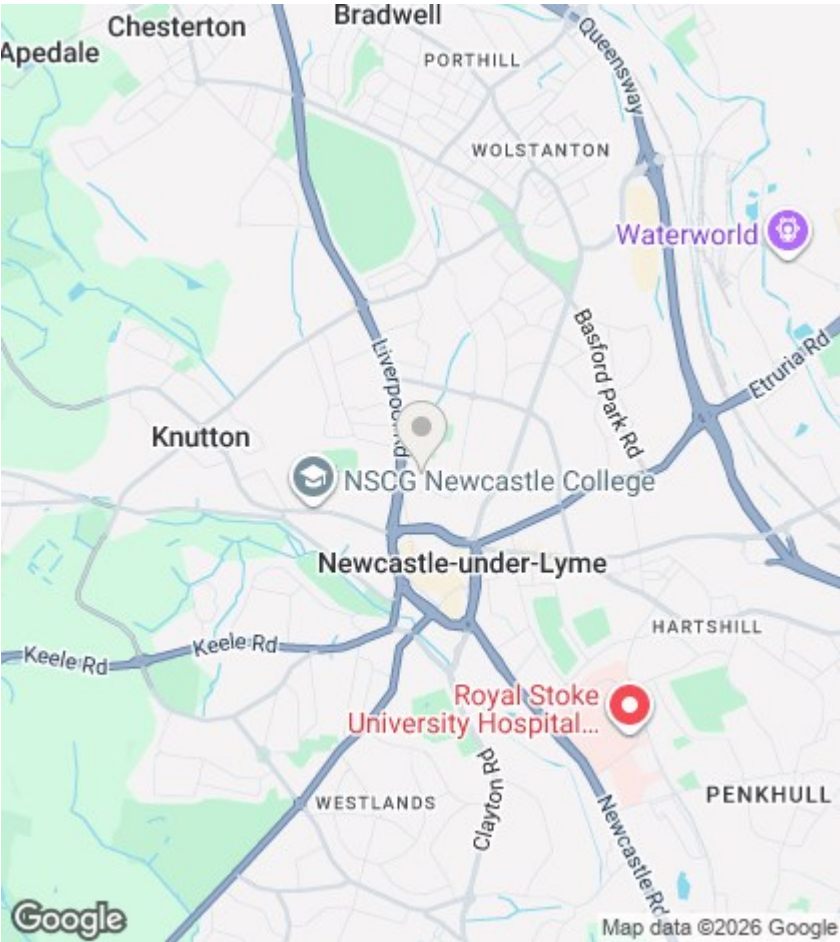 Bradwell
Chesterton
Apedale
PORTHILL
Queensway
WOLSTANTON
Waterworld
Basford Park Rd
Etruria Rd
Liverpool Rd
Knutton
NSCG Newcastle College
Newcastle-under-Lyme
HARTSHILL
Keele Rd
Keele Rd
Royal Stoke
University Hospital...
Clayton Rd
PENKHULL
WESTLANDS
Newcastle Rd
Google
Map data ©2026 Google